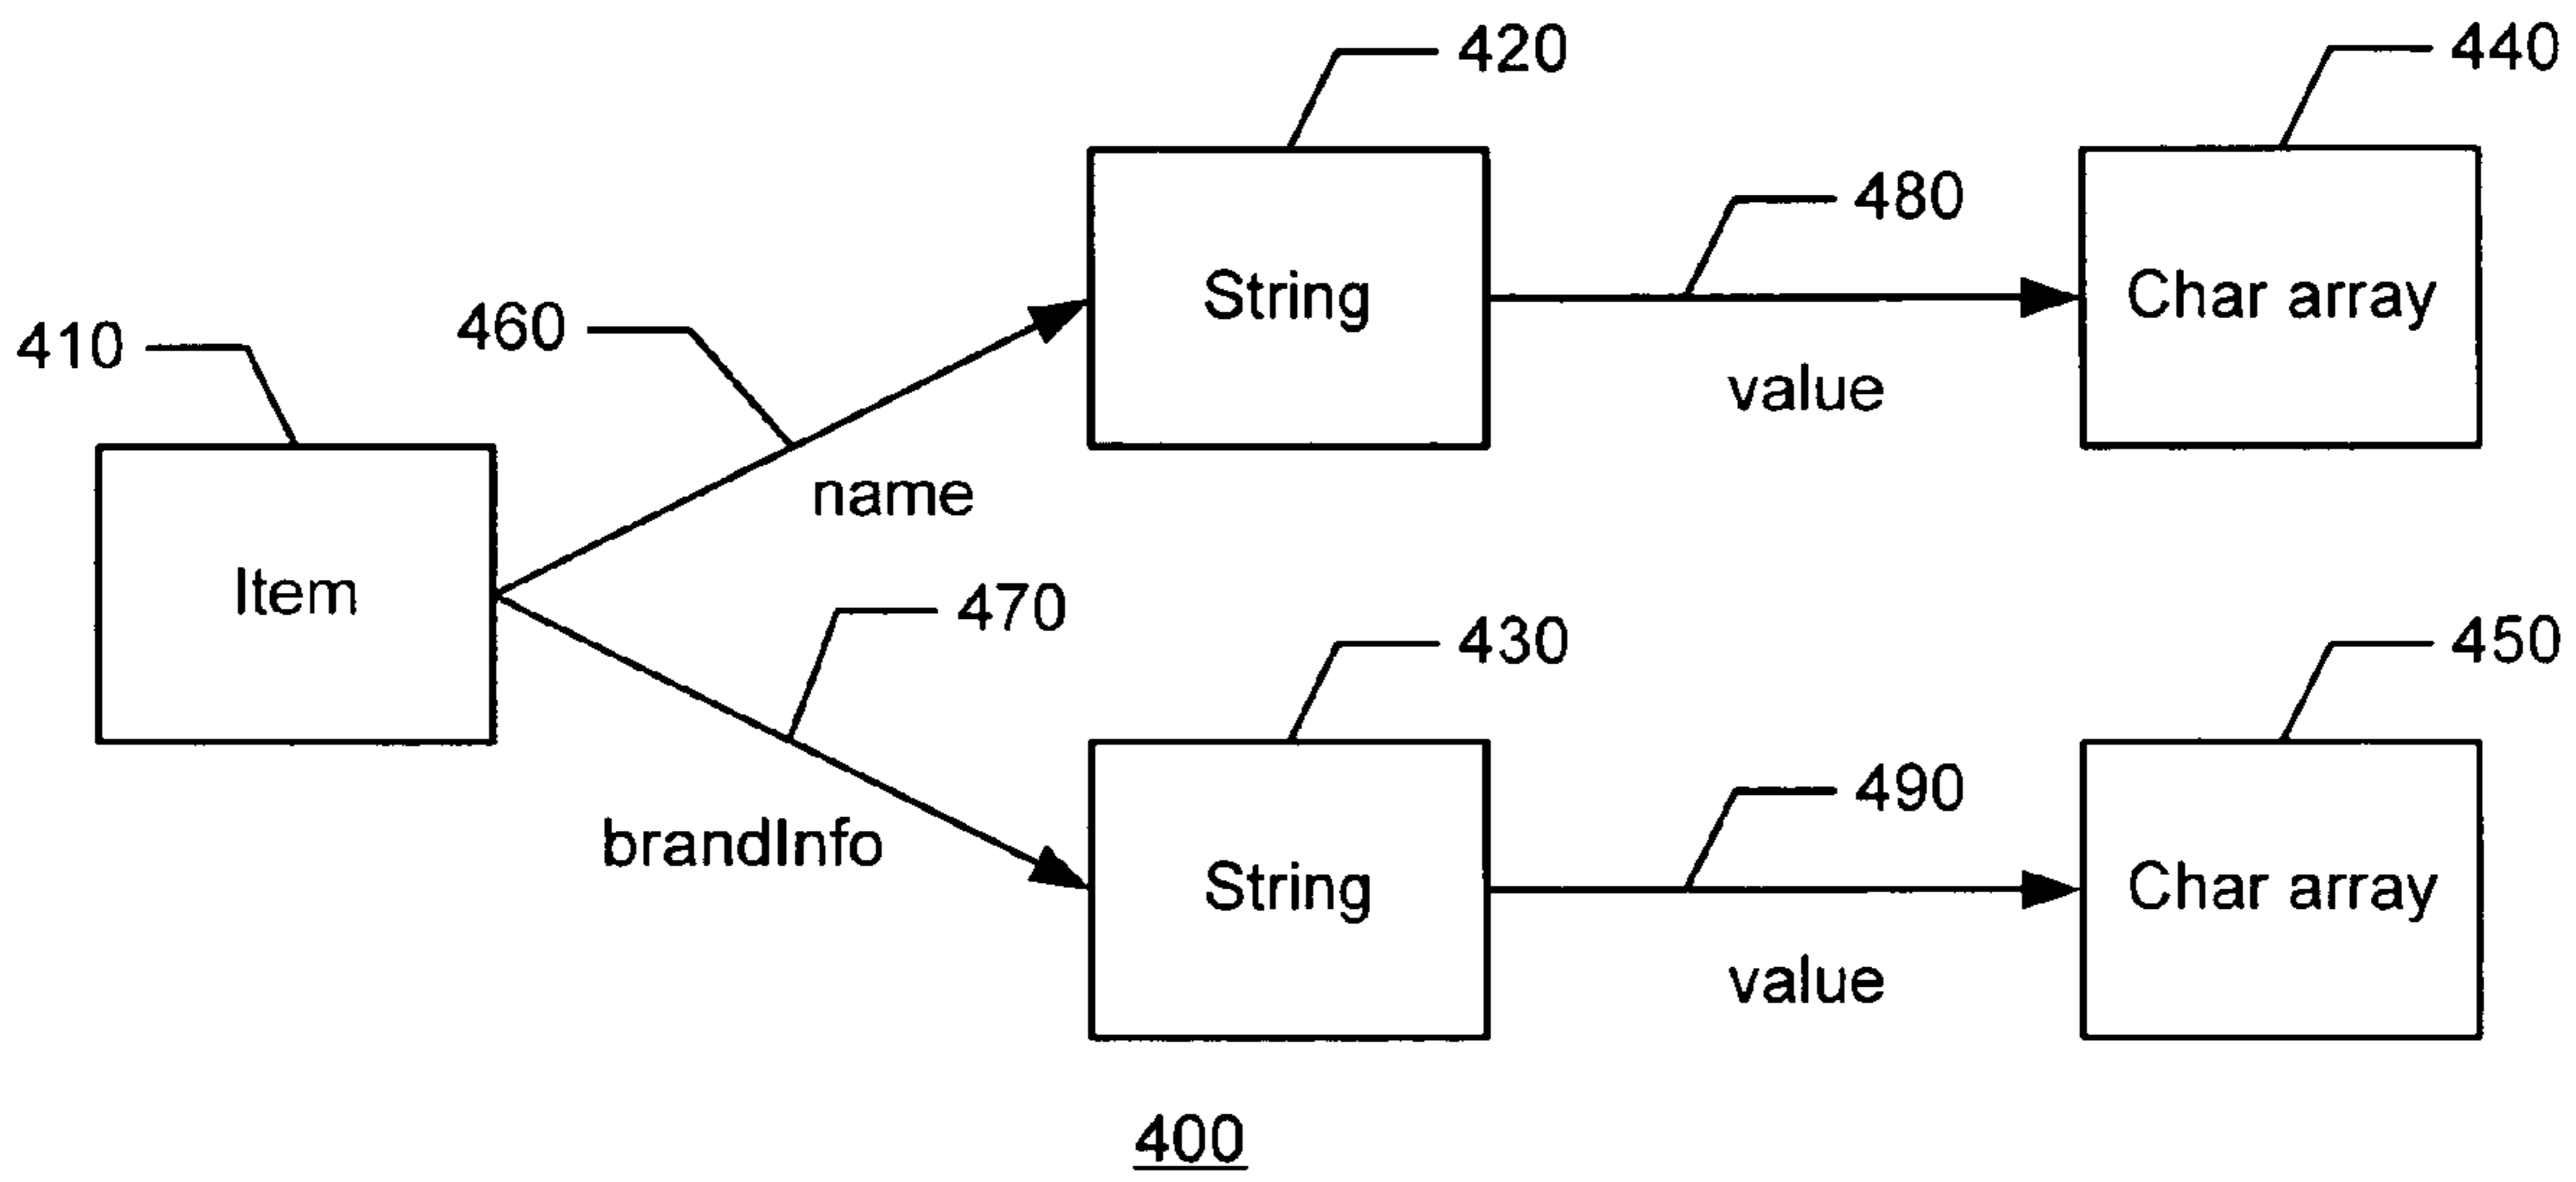 420
440
480
460
410
String
Char array
value
name
Item
470
430
450
490
brandInfo
String
Char array
value
400